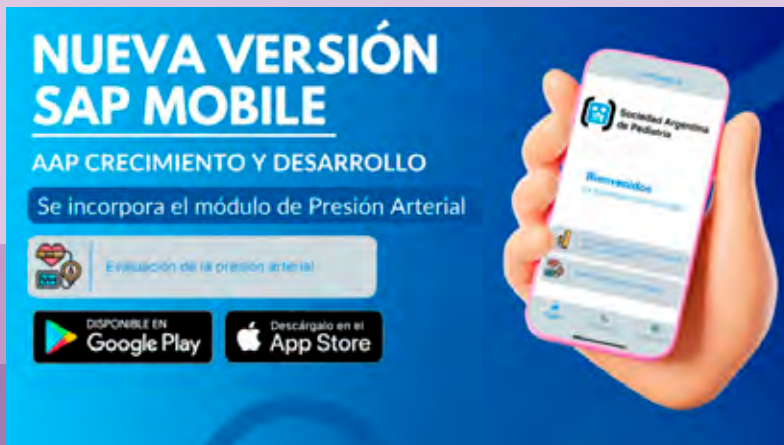 NUEVA VERSIÓN
SAP MOBILE
AAP CRECIMIENTO Y DESARROLLO
Se incorpora el módulo de Presión Arterial
Evaluación de la presión arterial
DISPONIBLE EN
Google Play
Descárgalo en el
App Store
Sociedad Argentina
de Pediatría
Bienvenidos